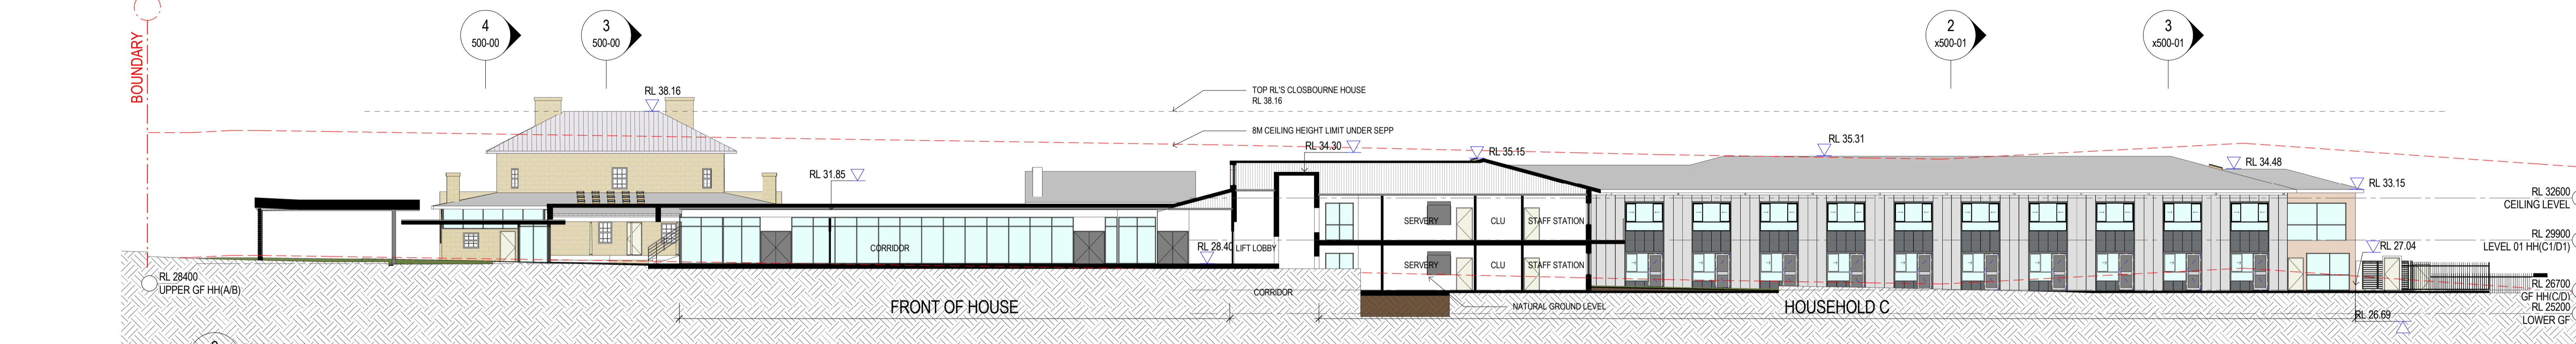 BOUNDARY
4
500-00
3
500-00
2
x500-01
3
x500-01
RL 38.16
TOP RL'S CLOSBOURNE HOUSE
RL 38.16
8M CEILING HEIGHT LIMIT UNDER SEPP
RL 34.30
RL 35.15
RL 35.31
RL 34.48
RL 31.85
RL 33.15
RL 32600
CEILING LEVEL
SERVERY
CLU
STAFF STATION
CORRIDOR
RL 28.40
LIFT LOBBY
RL 27.04
RL 29900
LEVEL 01 HH(C1/D1)
SERVERY
CLU
STAFF STATION
RL 28400
UPPER GF HH(A/B)
CORRIDOR
RL 26700
GF HH(C/D)
FRONT OF HOUSE
NATURAL GROUND LEVEL
HOUSEHOLD C
RL 26.69
RL 25200
LOWER GF